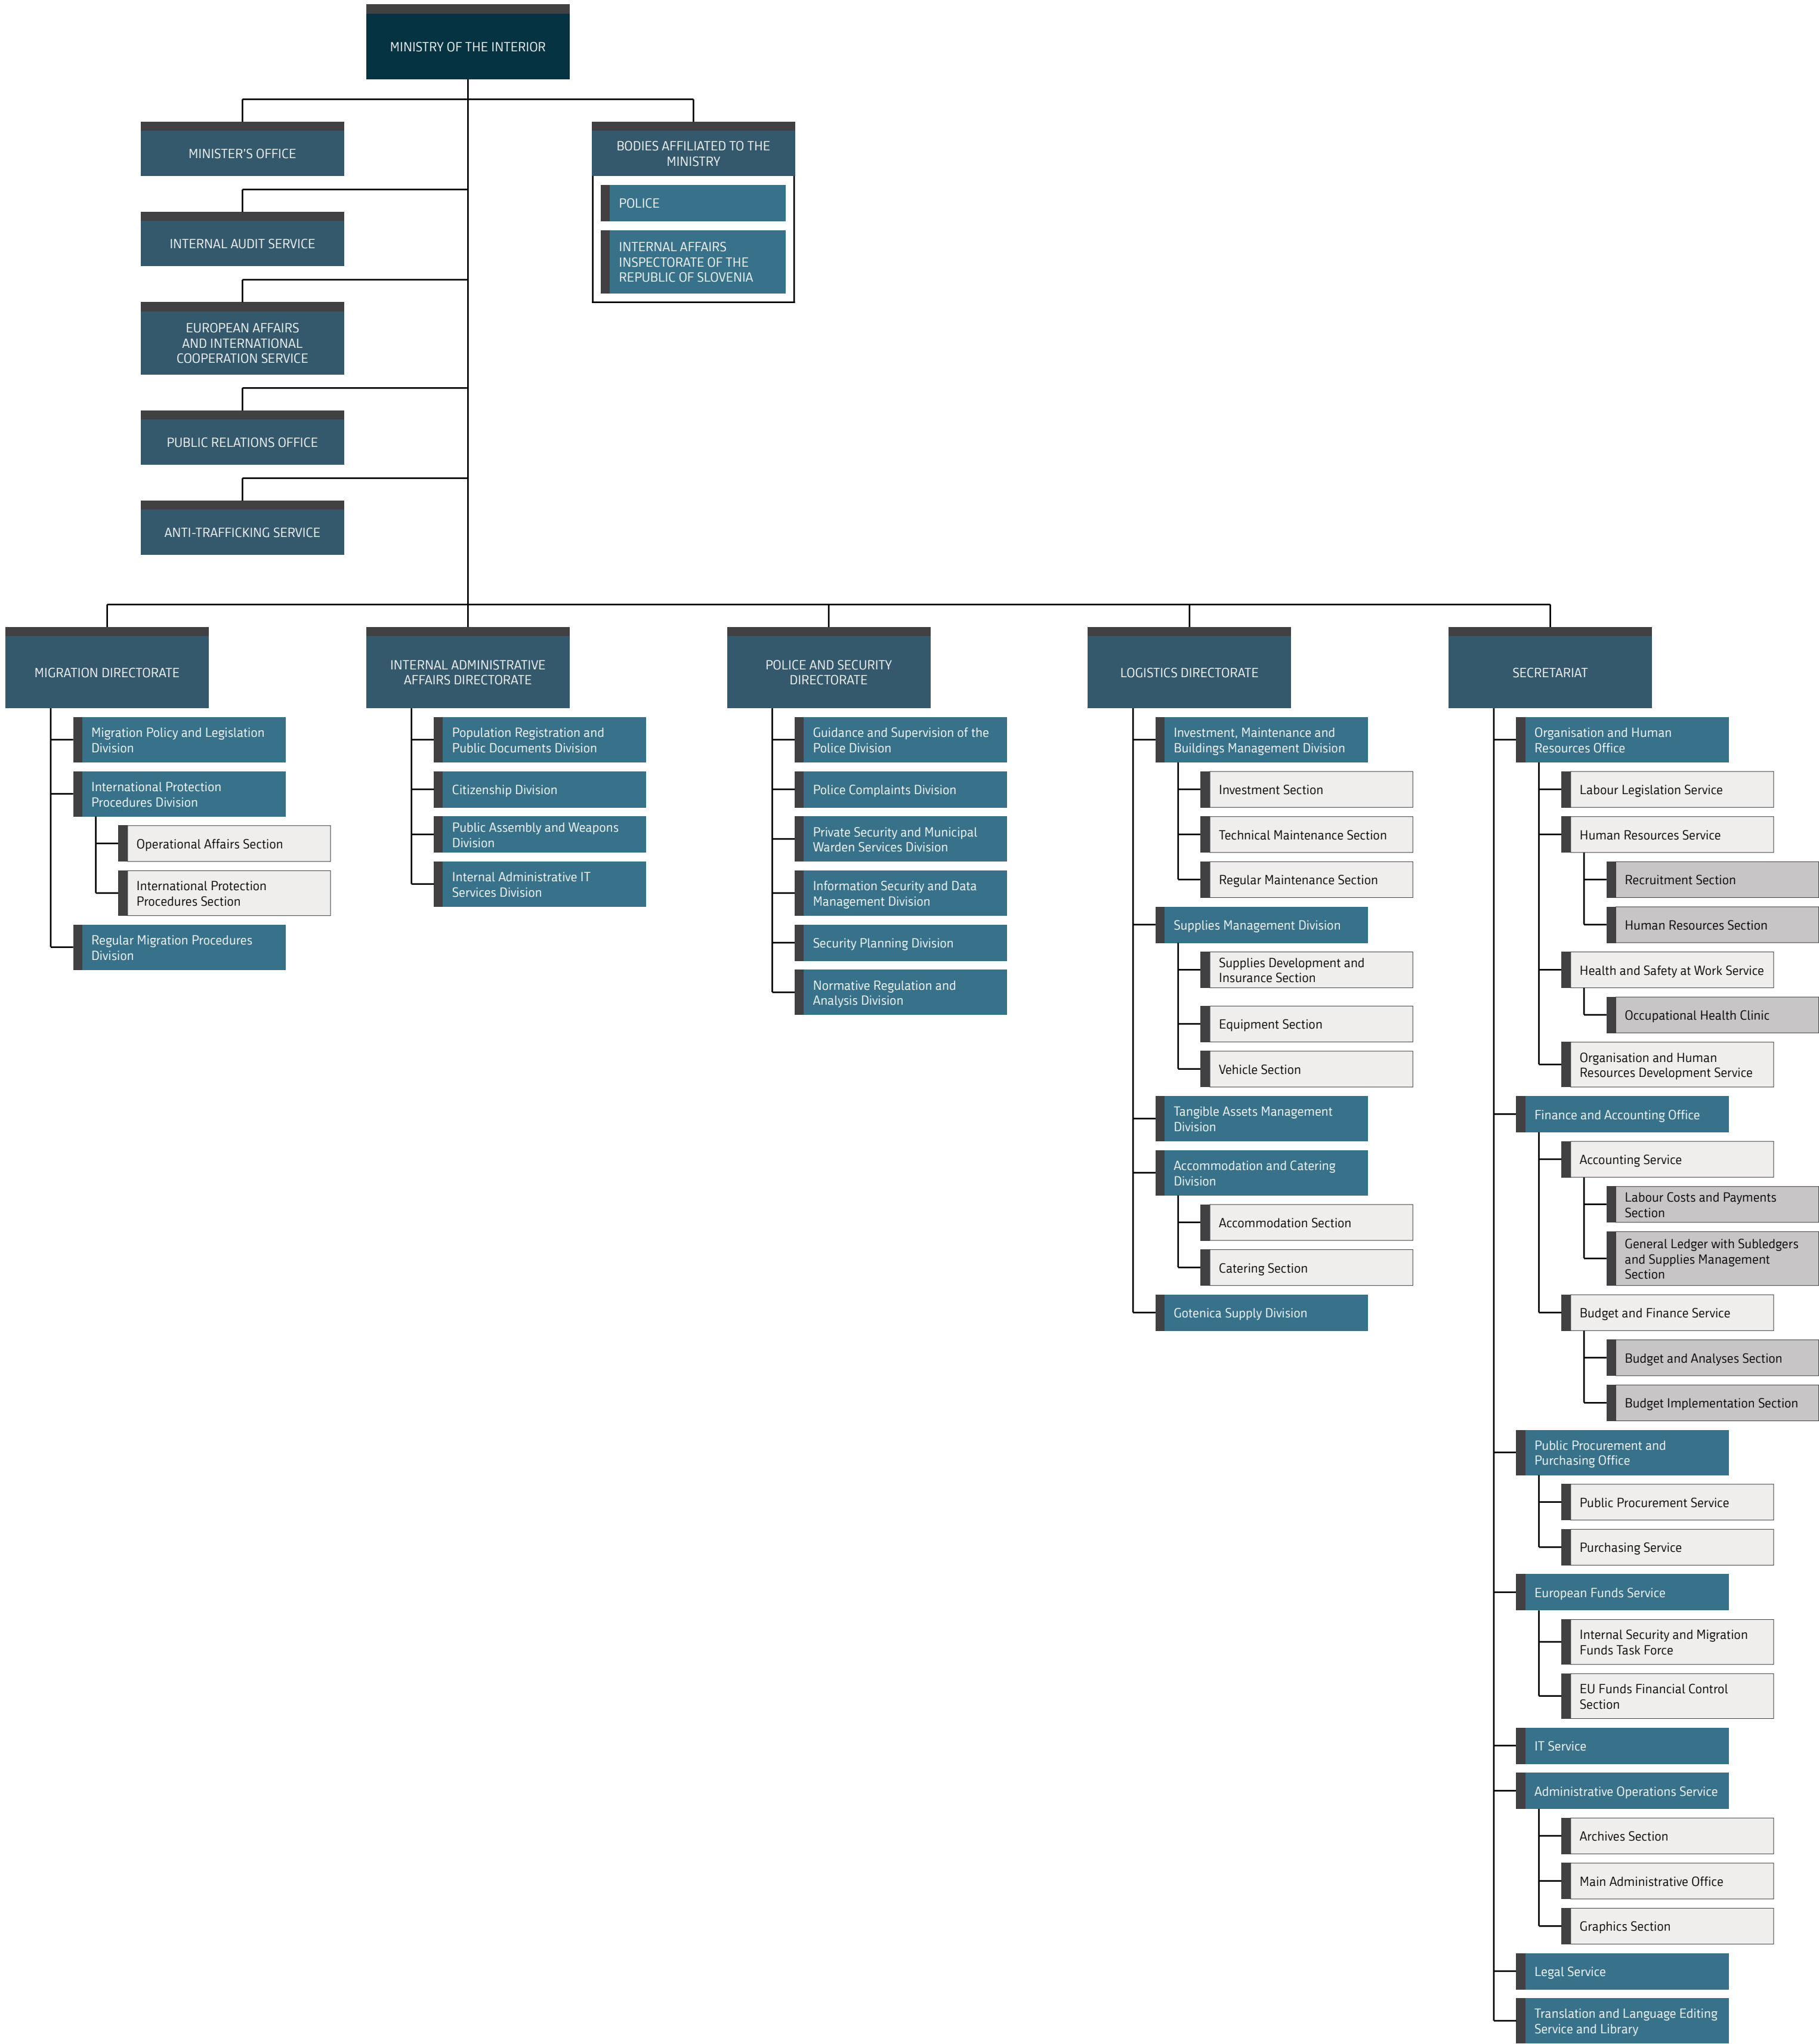 MINISTRY OF THE INTERIOR
MINISTER'S OFFICE
BODIES AFFILIATED TO THE
MINISTRY
POLICE
INTERNAL AFFAIRS
INSPECTORATE OF THE
REPUBLIC OF SLOVENIA
INTERNAL AUDIT SERVICE
EUROPEAN AFFAIRS
AND INTERNATIONAL
COOPERATION SERVICE
PUBLIC RELATIONS OFFICE
ANTI-TRAFFICKING SERVICE
MIGRATION DIRECTORATE
Migration Policy and Legislation
Division
International Protection
Procedures Division
Operational Affairs Section
International Protection
Procedures Section
Regular Migration Procedures
Division
INTERNAL ADMINISTRATIVE
AFFAIRS DIRECTORATE
Population Registration and
Public Documents Division
Citizenship Division
Public Assembly and Weapons
Division
Internal Administrative IT
Services Division
POLICE AND SECURITY
DIRECTORATE
Guidance and Supervision of the
Police Division
Police Complaints Division
Private Security and Municipal
Warden Services Division
Information Security and Data
Management Division
Security Planning Division
Normative Regulation and
Analysis Division
LOGISTICS DIRECTORATE
Investment, Maintenance and
Buildings Management Division
Investment Section
Technical Maintenance Section
Regular Maintenance Section
Supplies Management Division
Supplies Development and
Insurance Section
Equipment Section
Vehicle Section
Tangible Assets Management
Division
Accommodation and Catering
Division
Accommodation Section
Catering Section
Gotenica Supply Division
SECRETARIAT
Organisation and Human
Resources Office
Labour Legislation Service
Human Resources Service
Recruitment Section
Human Resources Section
Health and Safety at Work Service
Occupational Health Clinic
Organisation and Human
Resources Development Service
Finance and Accounting Office
Accounting Service
Labour Costs and Payments
Section
General Ledger with Subledgers
and Supplies Management
Section
Budget and Finance Service
Budget and Analyses Section
Budget Implementation Section
Public Procurement and
Purchasing Office
Public Procurement Service
Purchasing Service
European Funds Service
Internal Security and Migration
Funds Task Force
EU Funds Financial Control
Section
IT Service
Administrative Operations Service
Archives Section
Main Administrative Office
Graphics Section
Legal Service
Translation and Language Editing
Service and Library